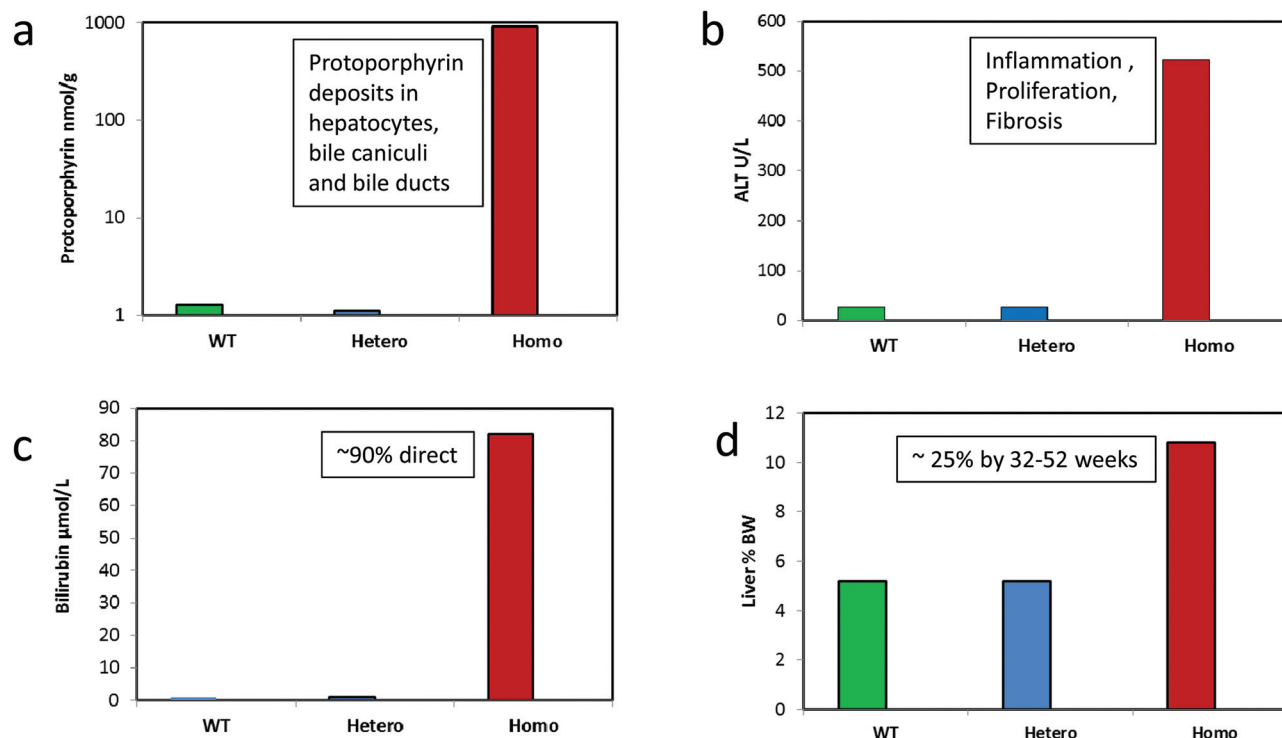 a
Protoporphyrin nmol/g
1000
100
10
1
Protoporphyrin
deposits in
hepatocytes,
bile caniculi
and bile ducts
WT Hetero Homo
b
ALT U/L
600
500
400
300
200
100
0
Inflammation ,
Proliferation,
Fibrosis
WT Hetero Homo
c
Bilirubin µmol/L
90
80
70
60
50
40
30
20
10
0
~90% direct
WT Hetero Homo
d
Liver % BW
12
10
8
6
4
2
0
~ 25% by 32-52 weeks
WT Hetero Homo